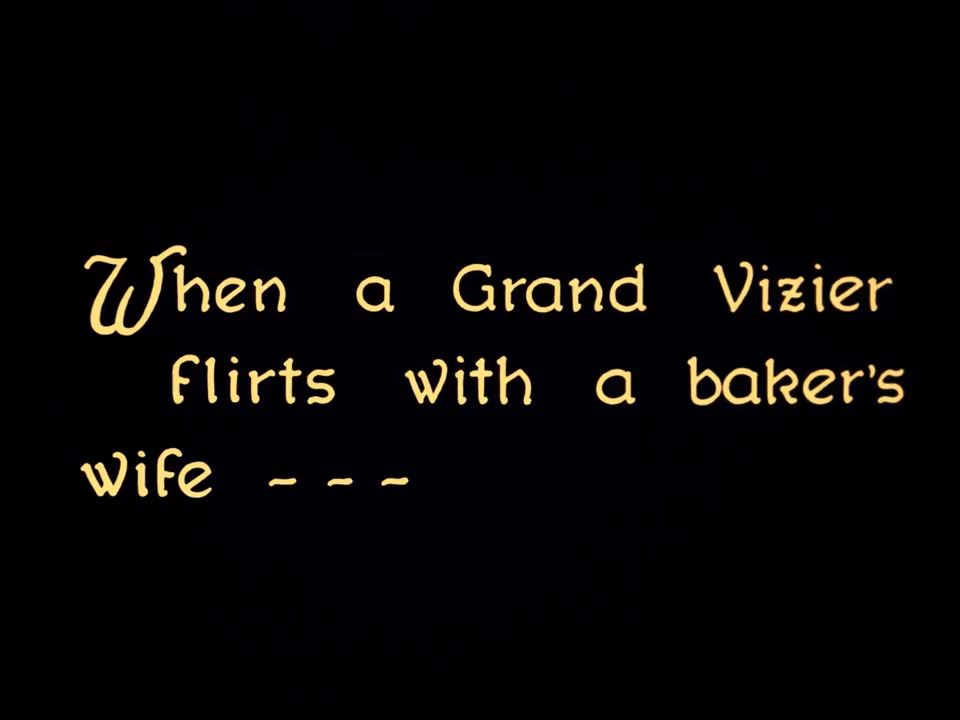 When a Grand Vizier
flirts with a baker's
wife - - -